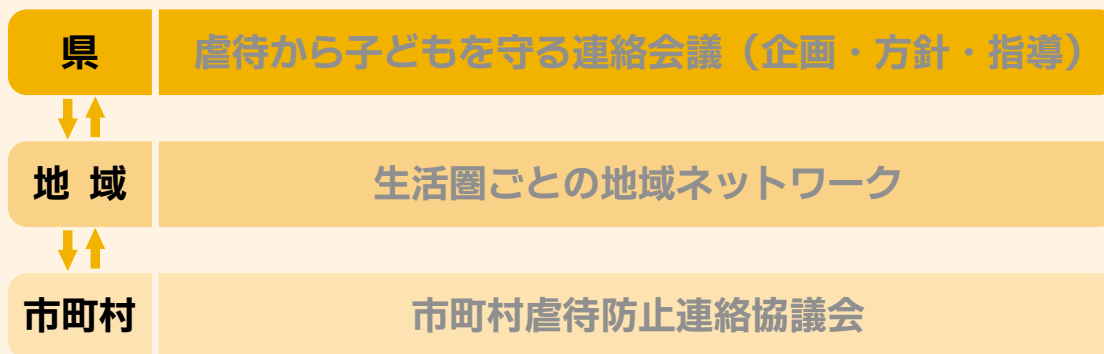 県 虐待から子どもを守る連絡会議（企画・方針・指導）
地 域 生活圏ごとの地域ネットワーク
市町村 市町村虐待防止連絡協議会